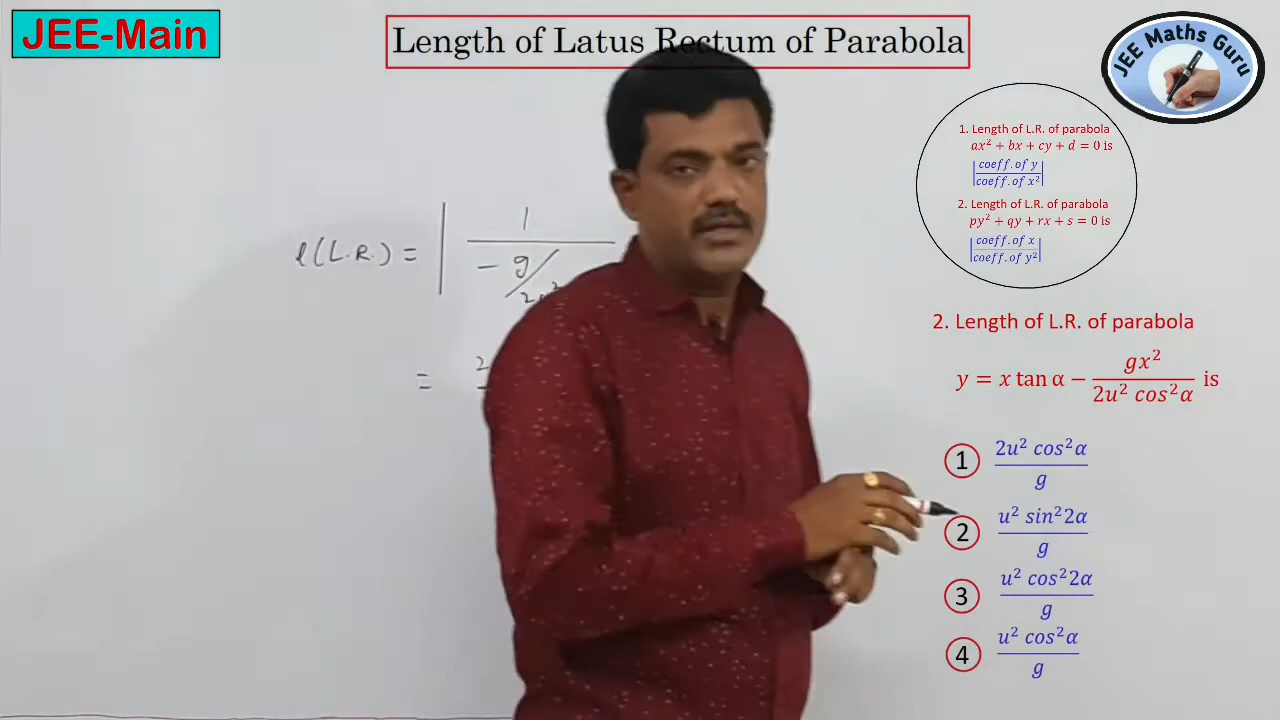 JEE-Main
Length of Latus Rectum of Parabola
JEE Maths Guru
1. Length of L.R. of parabola
ax² + bx + cy + d = 0 is
|coeff. of y / coeff. of x²|
2. Length of L.R. of parabola
py² + qy + rx + s = 0 is
|coeff. of x / coeff. of y²|
l(L.R.) = | 1
- g/
=
2
2. Length of L.R. of parabola
y = x tan α − gx² / 2u² cos²α is
1 2u² cos²α / g
2 u² sin²2α / g
3 u² cos²2α / g
4 u² cos²α / g